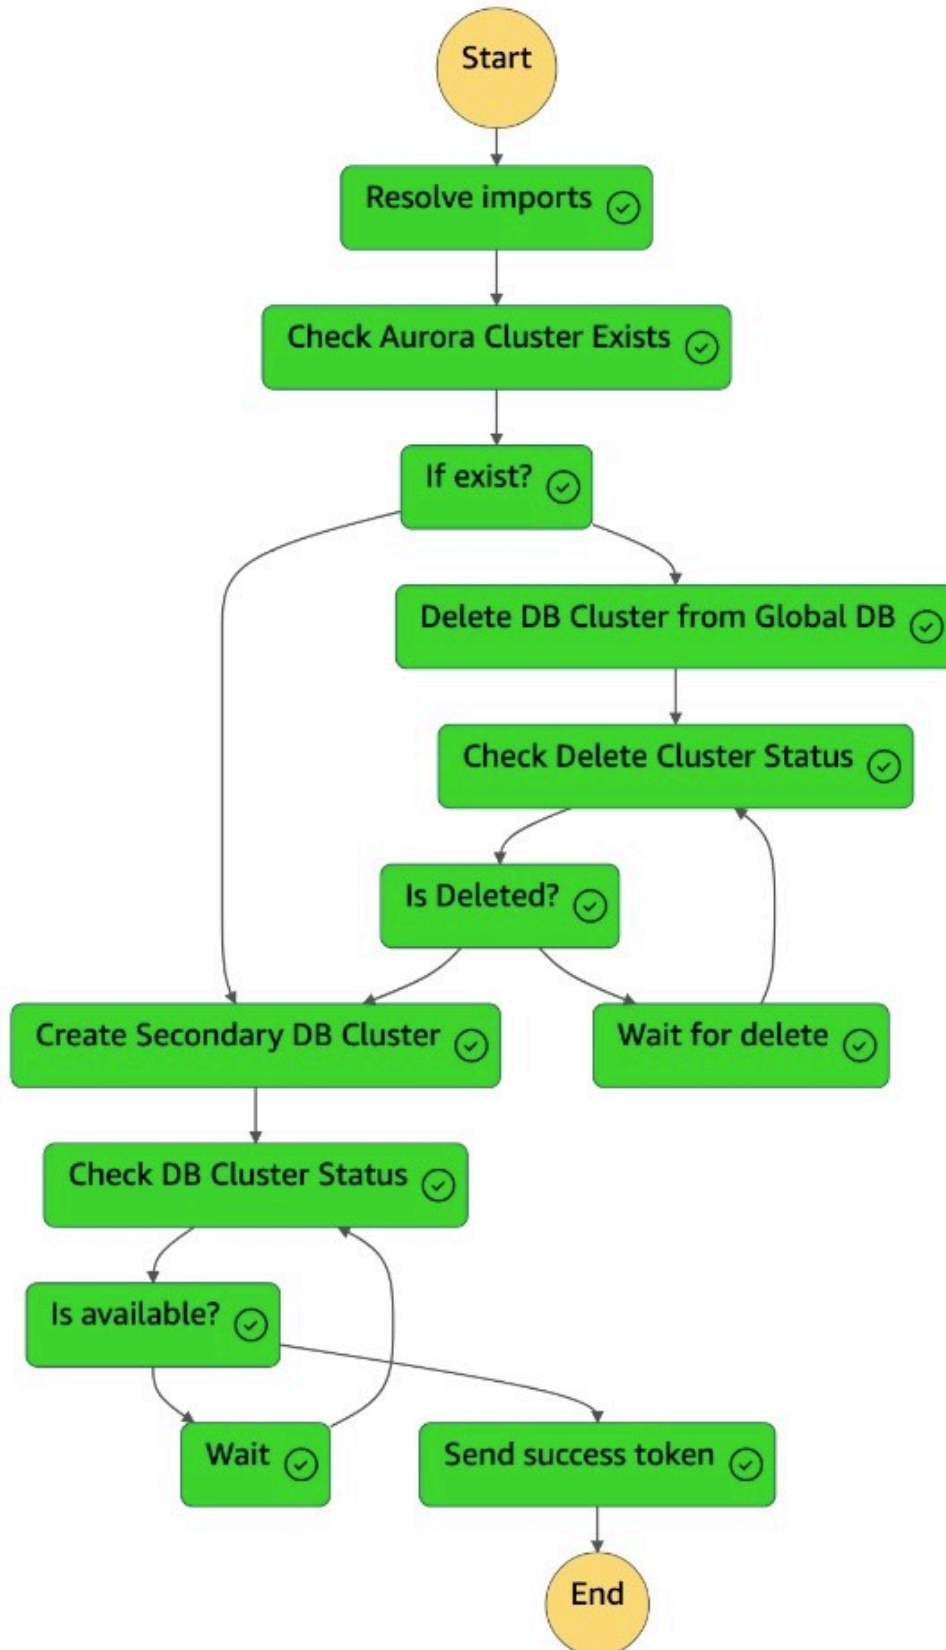 Start
Resolve imports
Check Aurora Cluster Exists
If exist?
Delete DB Cluster from Global DB
Check Delete Cluster Status
Is Deleted?
Create Secondary DB Cluster
Wait for delete
Check DB Cluster Status
Is available?
Wait
Send success token
End